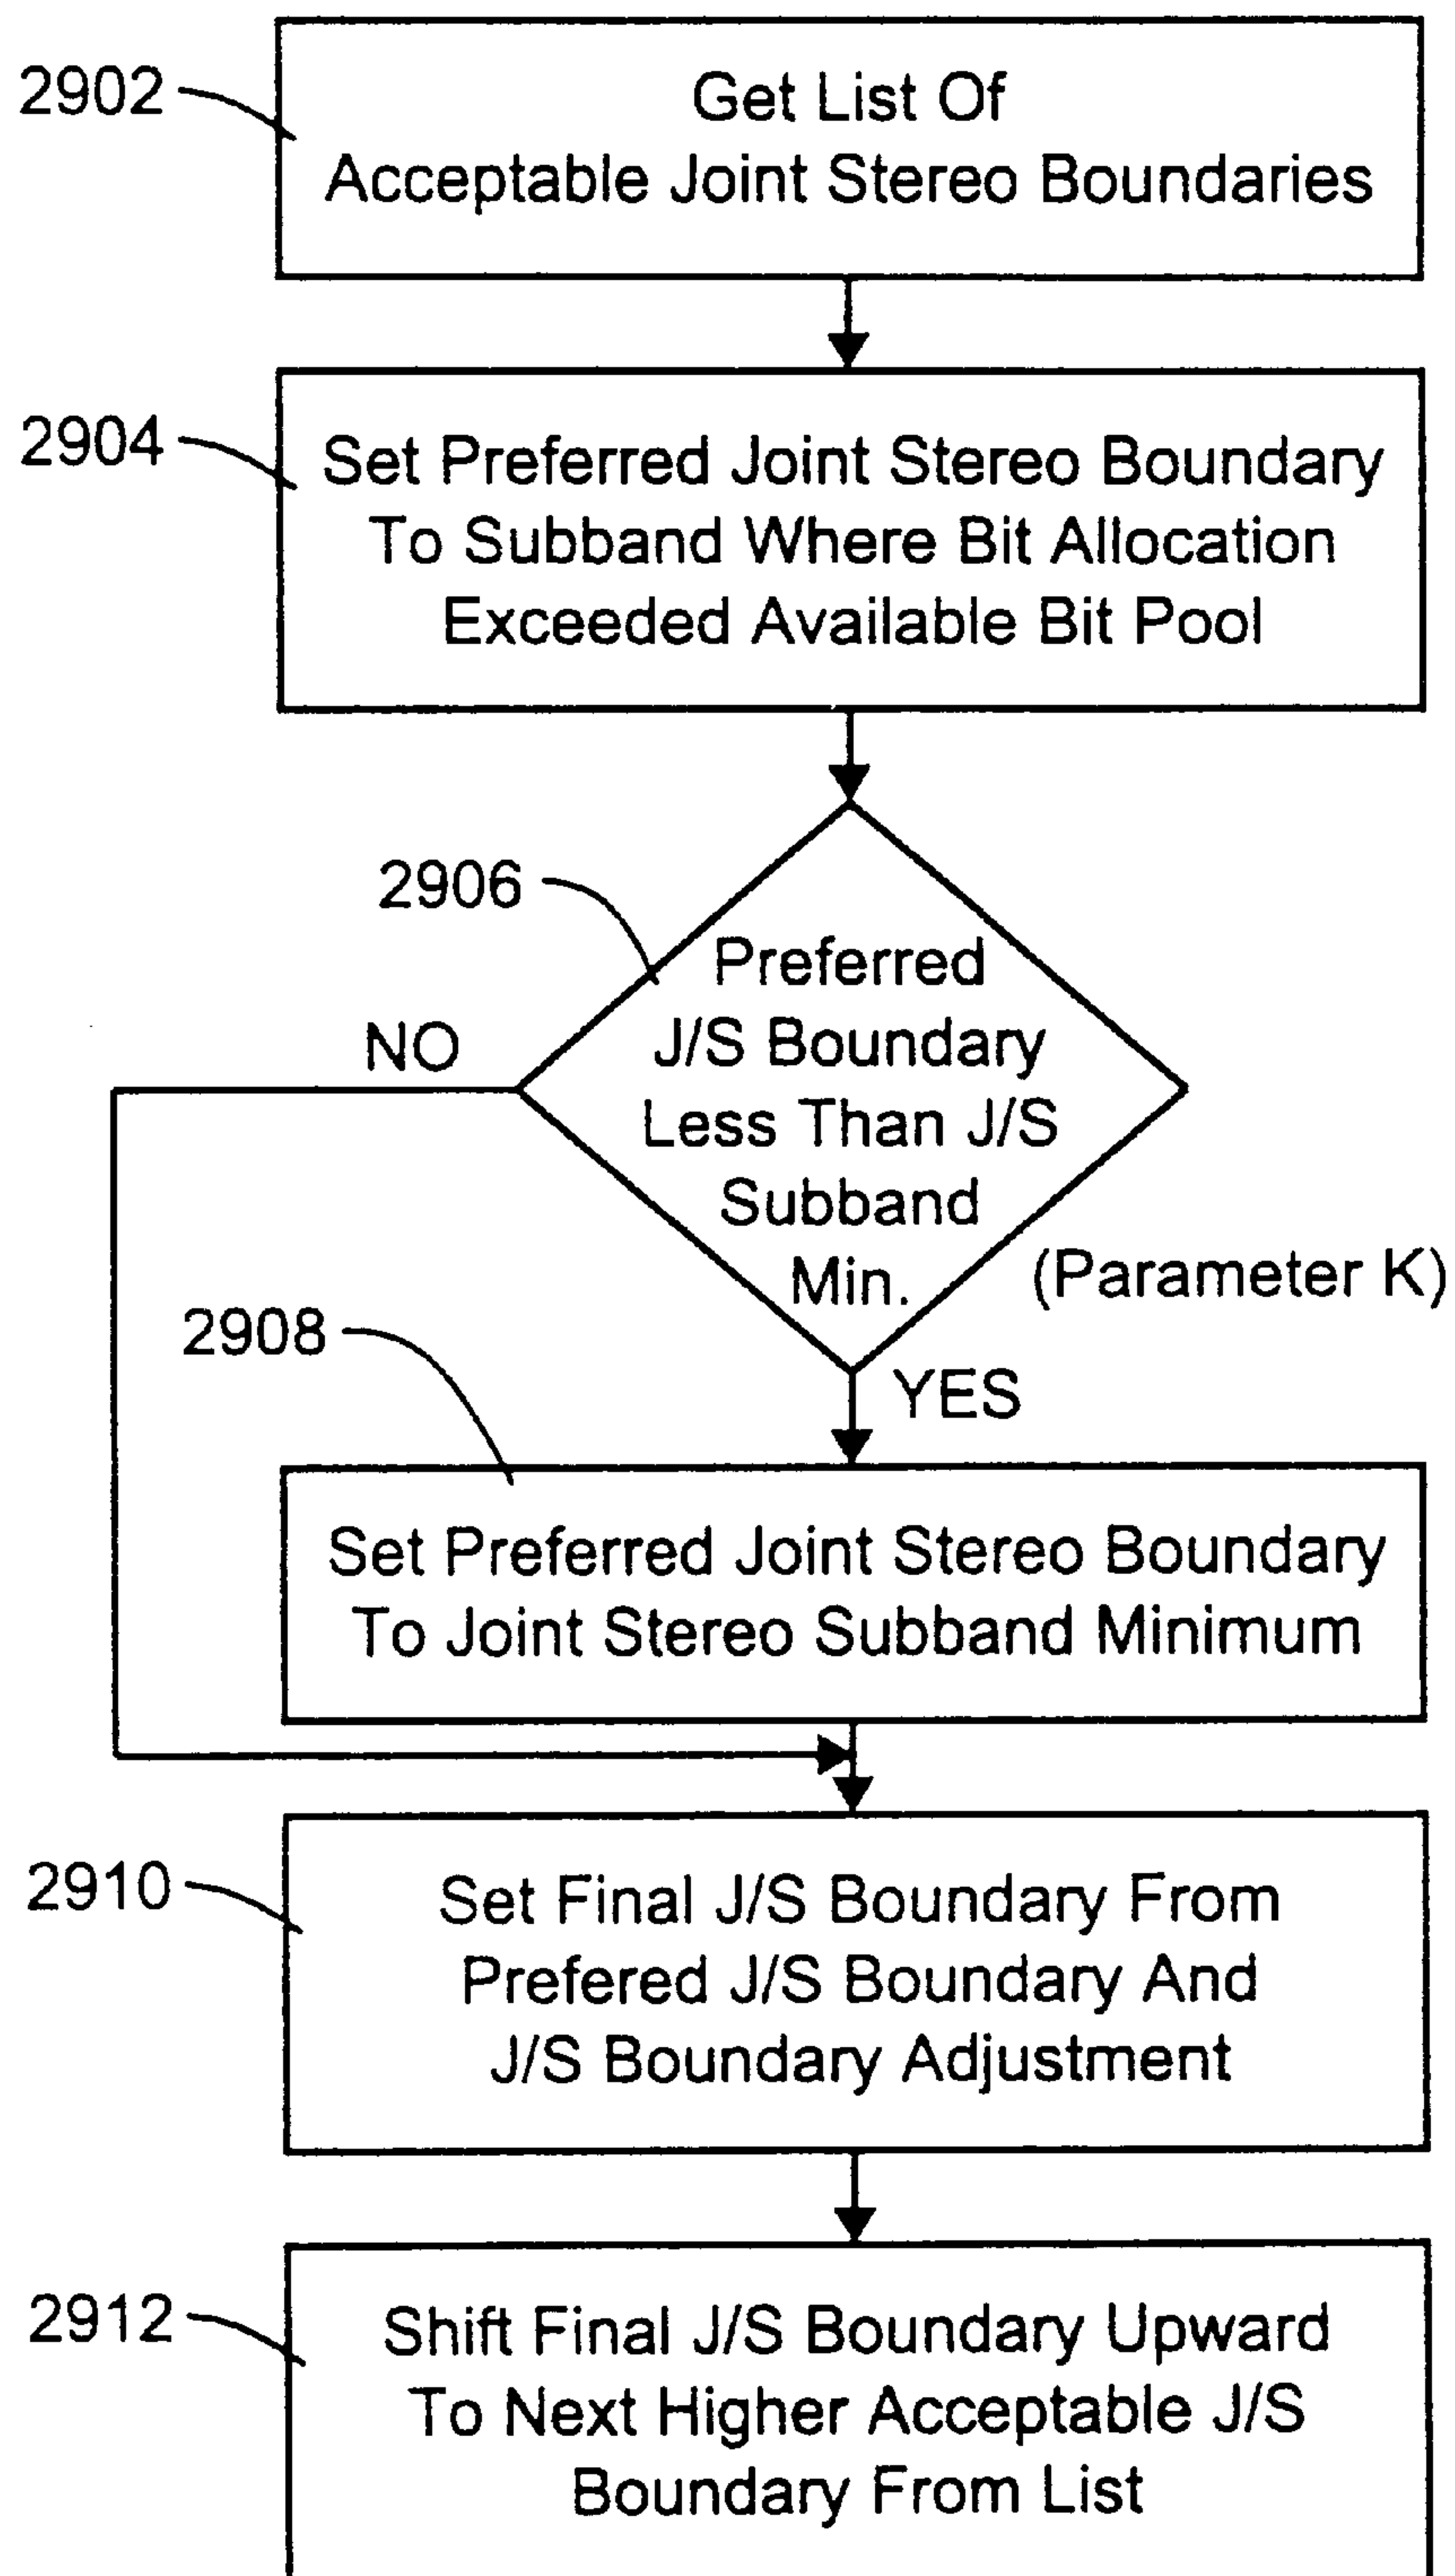 2902
Get List Of
Acceptable Joint Stereo Boundaries
2904
Set Preferred Joint Stereo Boundary
To Subband Where Bit Allocation
Exceeded Available Bit Pool
2906
Preferred
J/S Boundary
Less Than J/S
Subband
Min.
NO
(Parameter K)
YES
2908
Set Preferred Joint Stereo Boundary
To Joint Stereo Subband Minimum
2910
Set Final J/S Boundary From
Prefered J/S Boundary And
J/S Boundary Adjustment
2912
Shift Final J/S Boundary Upward
To Next Higher Acceptable J/S
Boundary From List